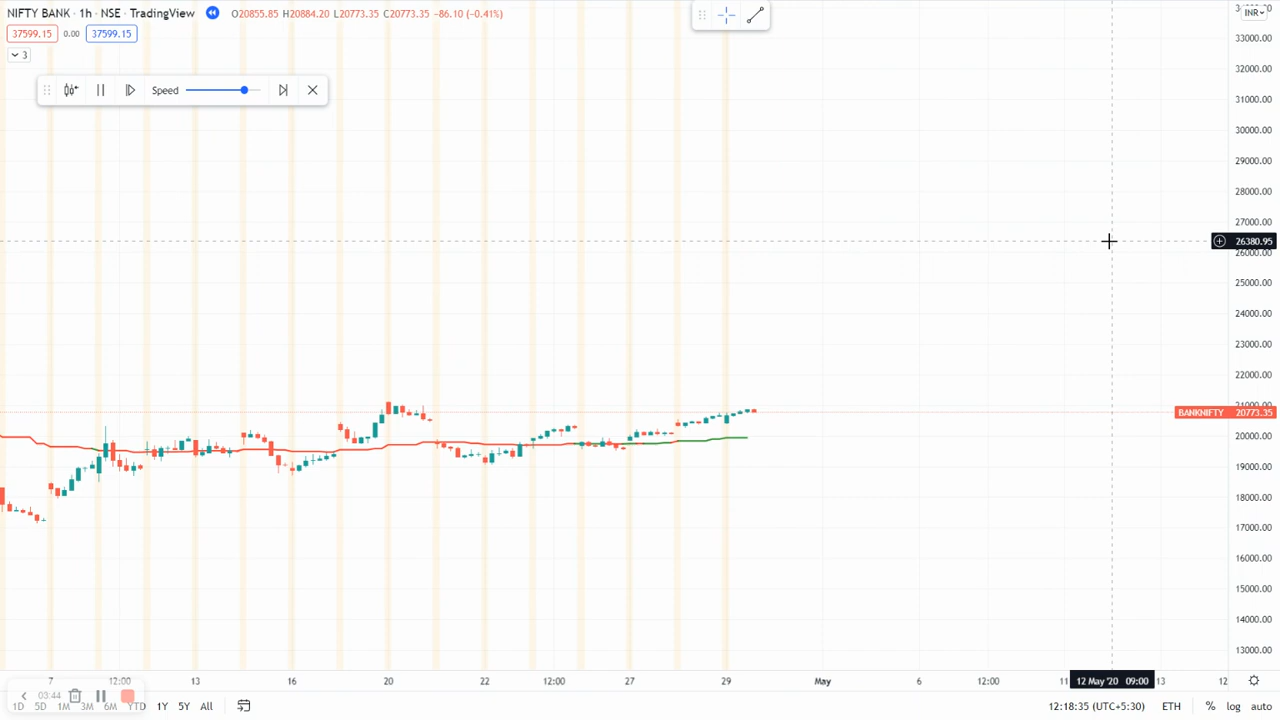 NIFTY BANK · 1h · NSE · TradingView O20855.85 H20884.20 L20773.35 C20773.35 −86.10 (−0.41%)
INR
37599.15 0.00 37599.15
3
Speed
33000.00
32000.00
31000.00
30000.00
29000.00
28000.00
27000.00
26380.95
26000.00
25000.00
24000.00
23000.00
22000.00
BANKNIFTY 20773.35
20000.00
19000.00
18000.00
17000.00
16000.00
15000.00
14000.00
13000.00
7 12:00 13 16 20 22 12:00 27 29 May 6 12:00 11 12 May '20 09:00 13 12
03:44
1D 5D 1M 3M 6M YTD 1Y 5Y All
12:18:35 (UTC+5:30) ETH % log auto